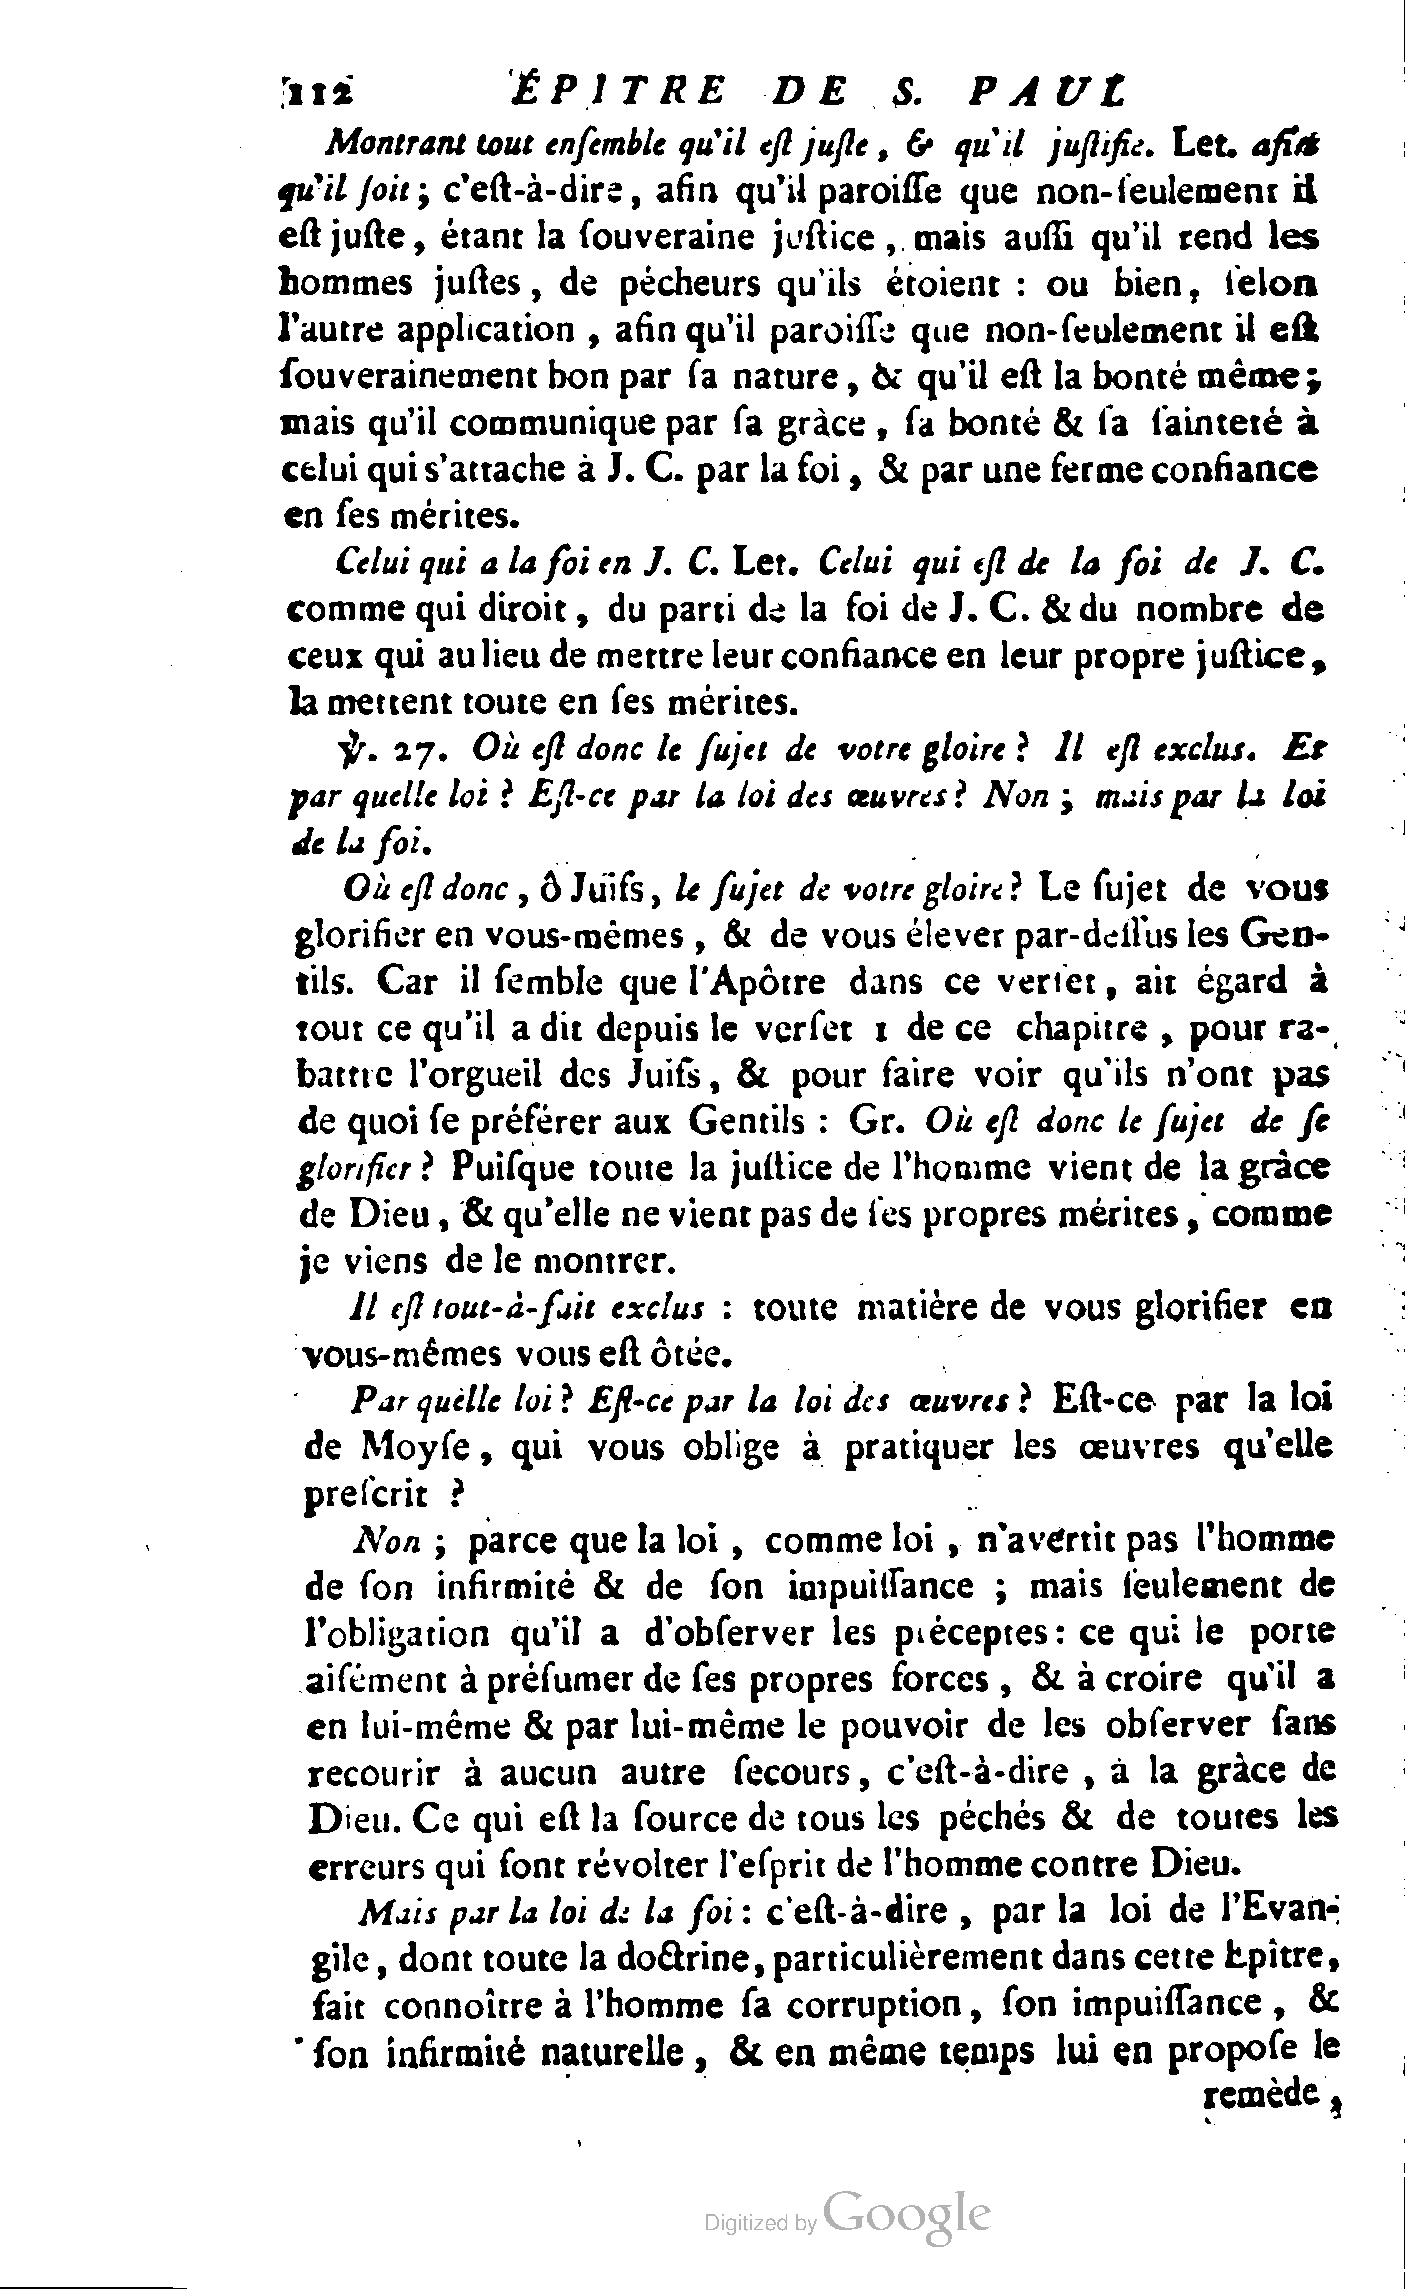 112 ÉPITRE DE S. PAUL
Montrant tout enſemble qu'il eſt juſte, & qu'il juſtifie. Let. afin
qu'il ſoit; c'eſt-à-dire, afin qu'il paroiſſe que non-ſeulement il
eſt juſte, étant la ſouveraine juſtice, mais auſſi qu'il rend les
hommes juſtes, de pécheurs qu'ils étoient : ou bien, ſelon
l'autre application, afin qu'il paroiſſe que non-ſeulement il eſt
ſouverainement bon par ſa nature, & qu'il eſt la bonté même;
mais qu'il communique par ſa gràce, ſa bonté & ſa ſainteté à
celui qui s'attache à J. C. par la foi, & par une ferme confiance
en ſes mérites.
Celui qui a la foi en J. C. Let. Celui qui eſt de la foi de J. C.
comme qui diroit, du parti de la foi de J. C. & du nombre de
ceux qui au lieu de mettre leur confiance en leur propre juſtice,
la mettent toute en ſes mérites.
℣. 27. Où eſt donc le ſujet de votre gloire ? Il eſt exclus. Et
par quelle loi ? Eſt-ce par la loi des œuvres ? Non ; mais par la loi
de la foi.
Où eſt donc, ô Juifs, le ſujet de votre gloire ? Le ſujet de vous
glorifier en vous-mêmes, & de vous élever par-deſſus les Gen-
tils. Car il ſemble que l'Apôtre dans ce verſet, ait égard à
tout ce qu'il a dit depuis le verſet 1 de ce chapitre, pour ra-
battre l'orgueil des Juifs, & pour faire voir qu'ils n'ont pas
de quoi ſe préférer aux Gentils : Gr. Où eſt donc le ſujet de ſe
glorifier ? Puiſque toute la juſtice de l'homme vient de la grâce
de Dieu, & qu'elle ne vient pas de ſes propres mérites, comme
je viens de le montrer.
Il eſt tout-à-fait exclus : toute matière de vous glorifier en
vous-mêmes vous eſt ôtée.
Par quelle loi ? Eſt-ce par la loi des œuvres ? Eſt-ce par la loi
de Moyſe, qui vous oblige à pratiquer les œuvres qu'elle
preſcrit ?
Non ; parce que la loi, comme loi, n'avertit pas l'homme
de ſon infirmité & de ſon impuiſſance ; mais ſeulement de
l'obligation qu'il a d'obſerver les préceptes : ce qui le porte
aiſément à préſumer de ſes propres forces, & à croire qu'il a
en lui-même & par lui-même le pouvoir de les obſerver ſans
recourir à aucun autre ſecours, c'eſt-à-dire, à la gràce de
Dieu. Ce qui eſt la ſource de tous les péchés & de toutes les
erreurs qui font révolter l'eſprit de l'homme contre Dieu.
Mais par la loi de la foi : c'eſt-à-dire, par la loi de l'Evan-
gile, dont toute la doctrine, particulièrement dans cette Epître,
fait connoître à l'homme ſa corruption, ſon impuiſſance, &
ſon infirmité naturelle, & en même temps lui en propoſe le
remède,
Digitized by Google